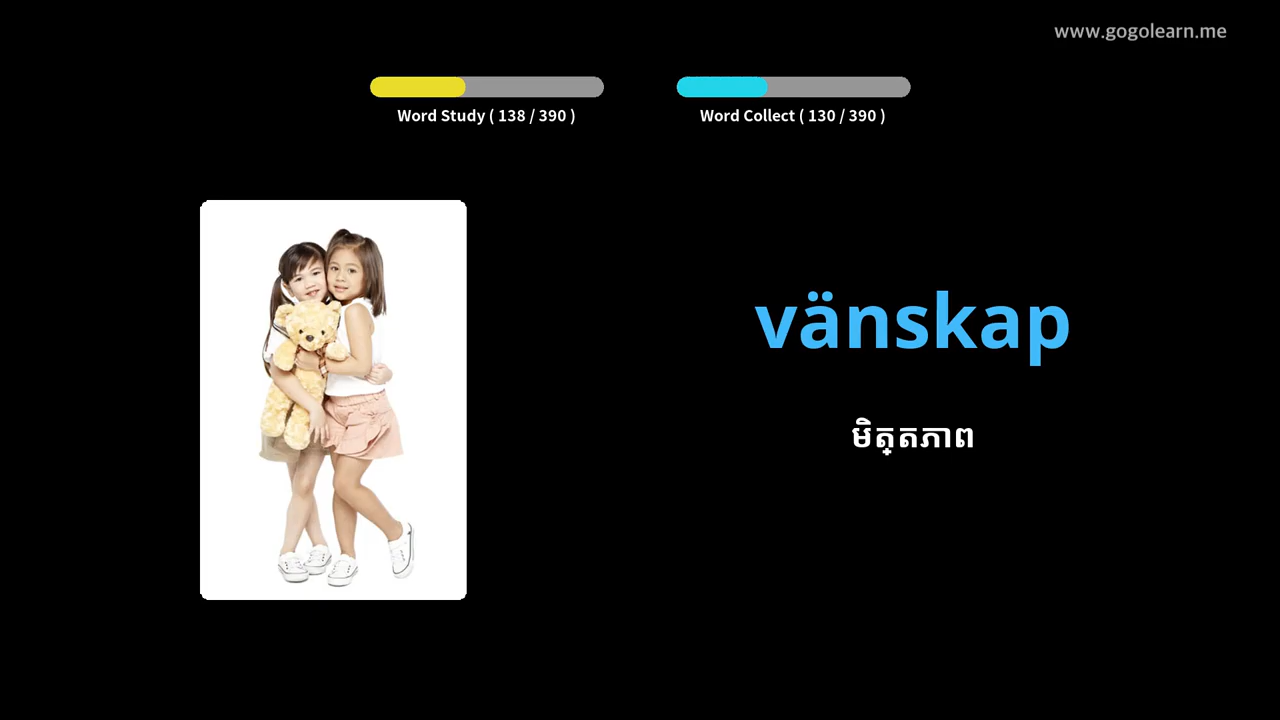 www.gogolearn.me
Word Study ( 138 / 390 )
Word Collect ( 130 / 390 )
vänskap
មិត្តភាព